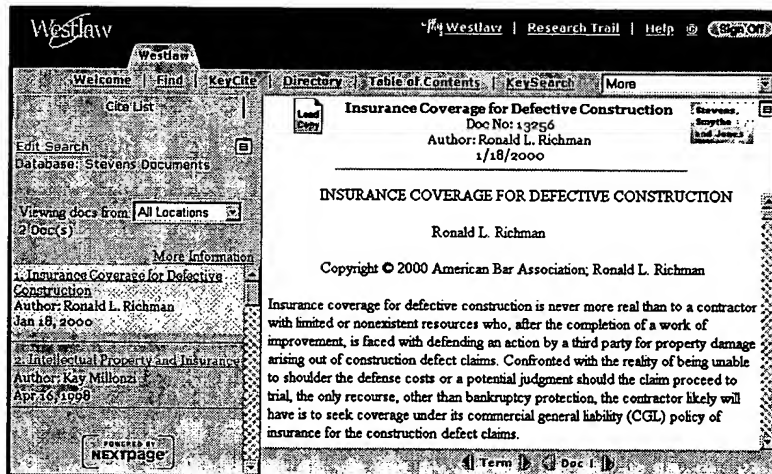 Westlaw
My Westlaw | Research Trail | Help Sign Off
Westlaw
Welcome | Find | KeyCite | Directory | Table of Contents | KeySearch More
Cite List
Edit Search
Database: Stevens Documents
Viewing docs from All Locations
2 Doc(s)
More Information
1. Insurance Coverage for Defective
Construction
Author: Ronald L. Richman
Jan 18, 2000
2. Intellectual Property and Insurance
Author: Kay Millonzi
Apr 16, 1998
POWERED BY
NEXTpage
Load
Copy
Insurance Coverage for Defective Construction
Doc No: 13256
Author: Ronald L. Richman
1/18/2000
Stevens,
Smythe
and Jones
INSURANCE COVERAGE FOR DEFECTIVE CONSTRUCTION
Ronald L. Richman
Copyright © 2000 American Bar Association; Ronald L. Richman
Insurance coverage for defective construction is never more real than to a contractor
with limited or nonexistent resources who, after the completion of a work of
improvement, is faced with defending an action by a third party for property damage
arising out of construction defect claims. Confronted with the reality of being unable
to shoulder the defense costs or a potential judgment should the claim proceed to
trial, the only recourse, other than bankruptcy protection, the contractor likely will
have is to seek coverage under its commercial general liability (CGL) policy of
insurance for the construction defect claims.
Term Doc 1